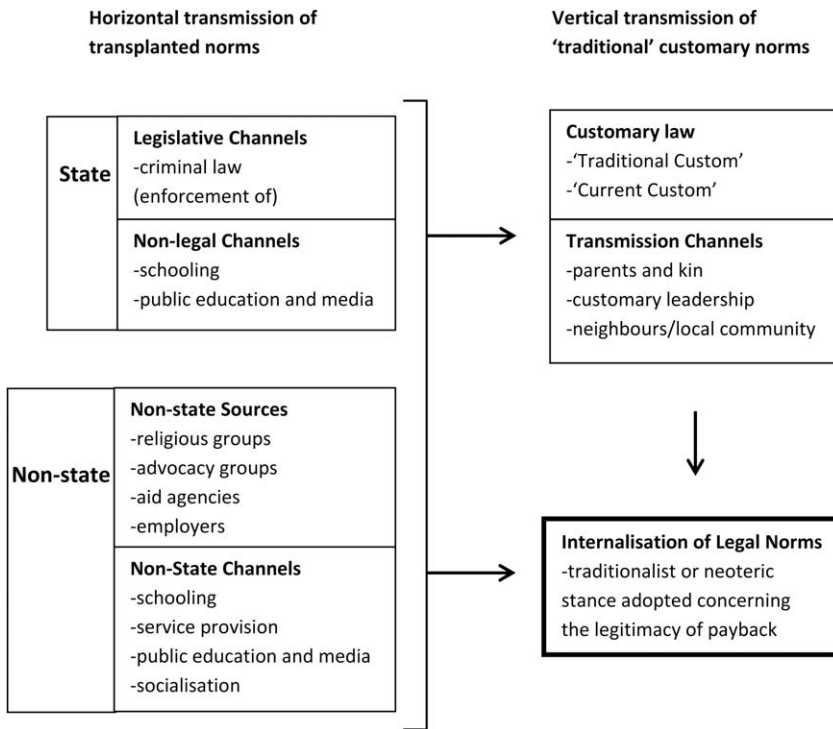 Horizontal transmission of
transplanted norms
Vertical transmission of
‘traditional’ customary norms
State
Legislative Channels
-criminal law
(enforcement of)
Non-legal Channels
-schooling
-public education and media
Customary law
-‘Traditional Custom’
-‘Current Custom’
Transmission Channels
-parents and kin
-customary leadership
-neighbours/local community
Non-state
Non-state Sources
-religious groups
-advocacy groups
-aid agencies
-employers
Non-State Channels
-schooling
-service provision
-public education and media
-socialisation
Internalisation of Legal Norms
-traditionalist or neoteric
stance adopted concerning
the legitimacy of payback